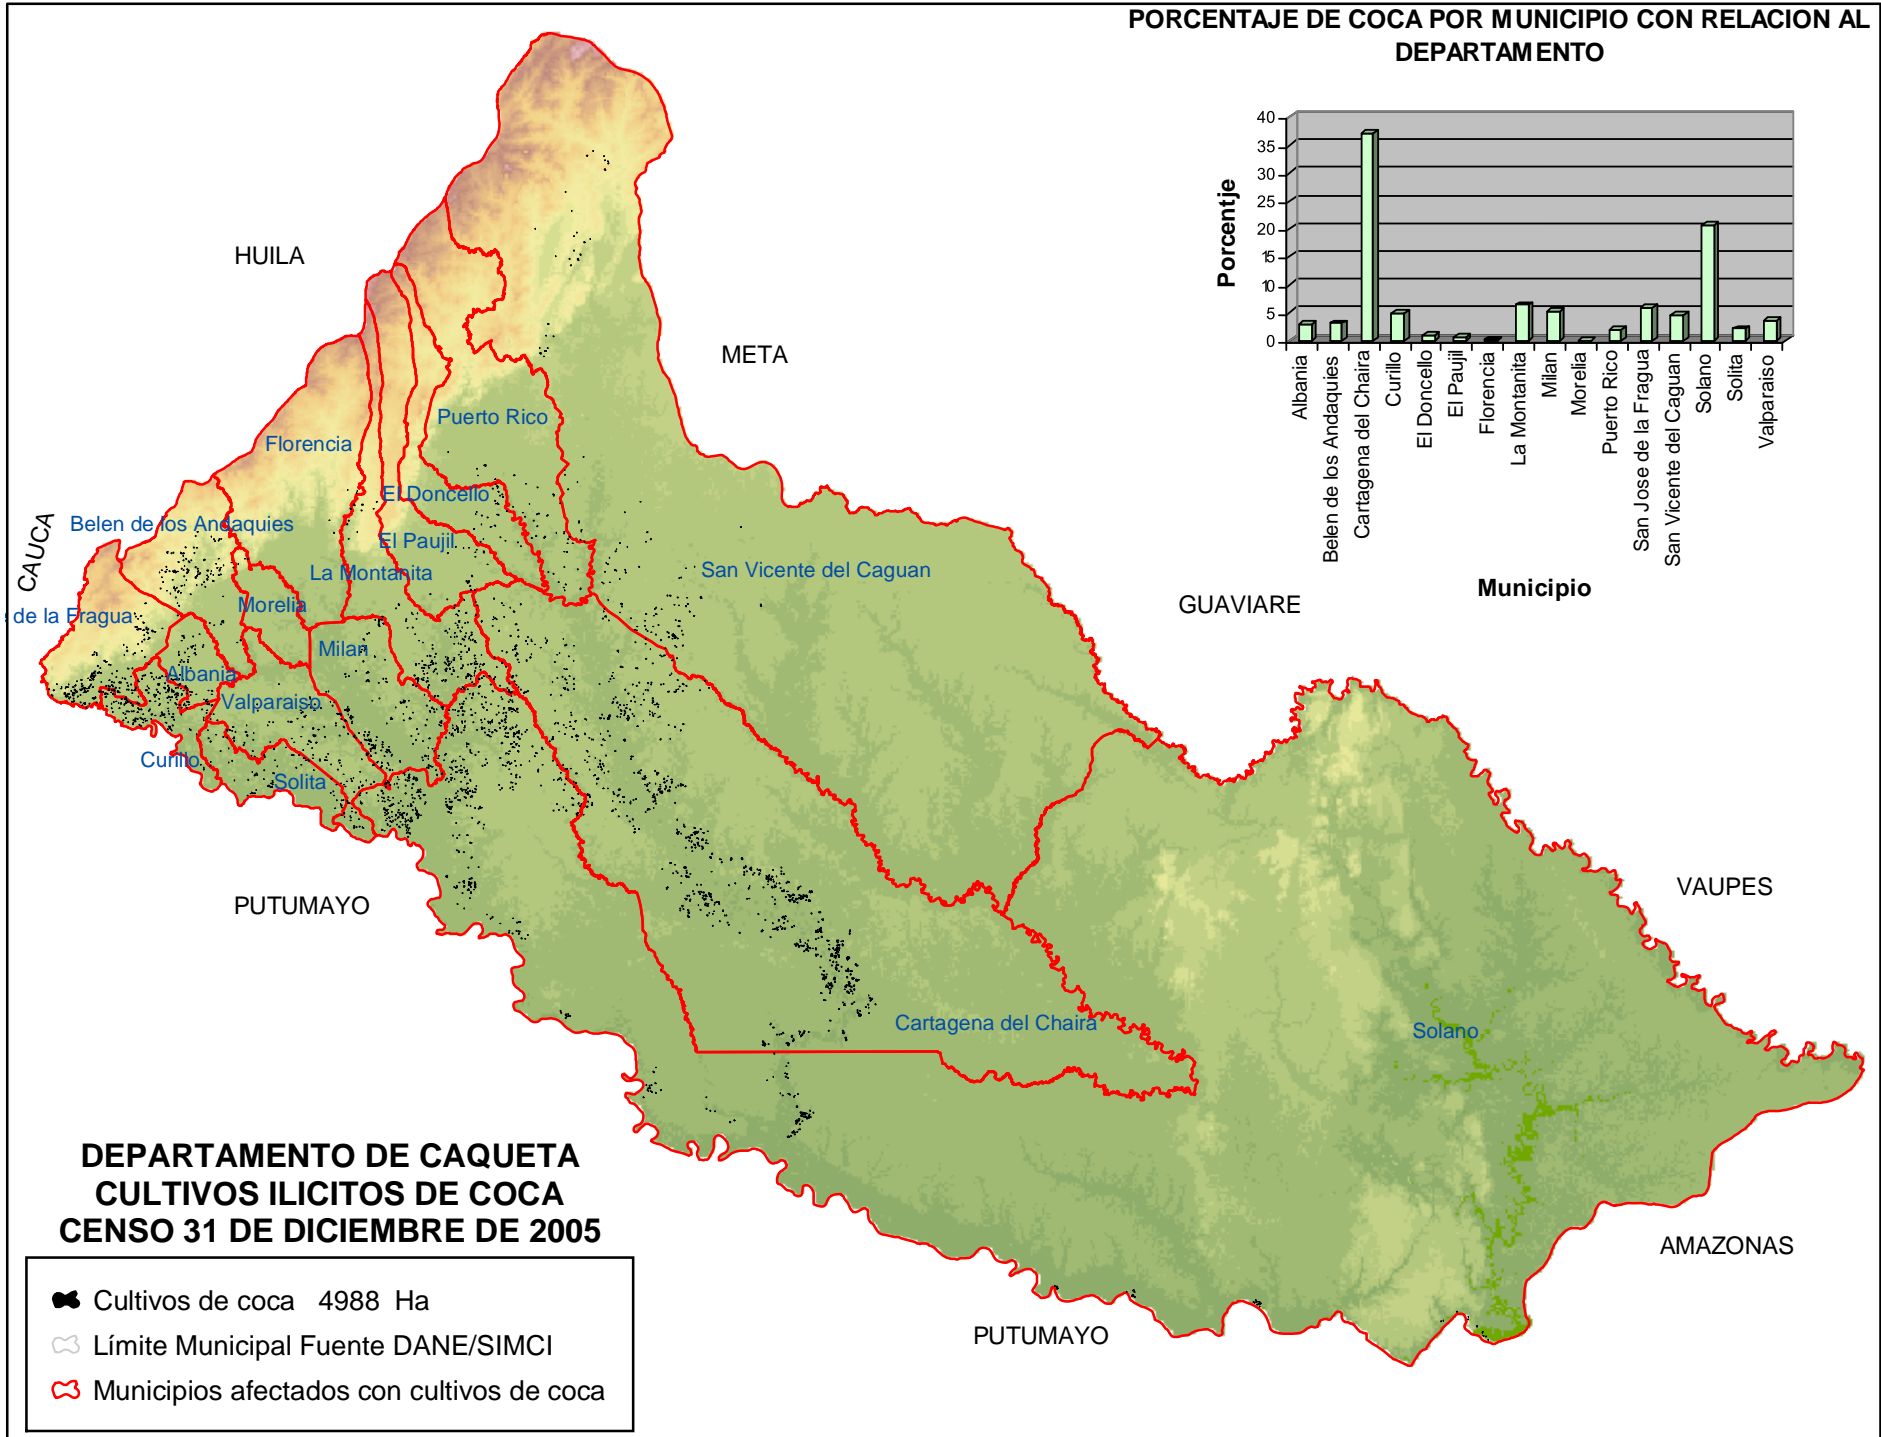 PORCENTAJE DE COCA POR MUNICIPIO CON RELACION AL
DEPARTAMENTO
40
35
30
25
20
15
10
5
0
Porcentje
Albania
Belen de los Andaquies
Cartagena del Chaira
Curillo
El Doncello
El Paujil
Florencia
La Montanita
Milan
Morelia
Puerto Rico
San Jose de la Fragua
San Vicente del Caguan
Solano
Solita
Valparaiso
Municipio
HUILA
META
CAUCA
GUAVIARE
VAUPES
PUTUMAYO
AMAZONAS
PUTUMAYO
Puerto Rico
Florencia
El Doncello
Belen de los Andaquies
El Paujil
La Montanita
San Vicente del Caguan
Morelia
de la Fragua
Milan
Albania
Valparaiso
Curillo
Solita
Cartagena del Chaira
Solano
DEPARTAMENTO DE CAQUETA
CULTIVOS ILICITOS DE COCA
CENSO 31 DE DICIEMBRE DE 2005
Cultivos de coca 4988 Ha
Límite Municipal Fuente DANE/SIMCI
Municipios afectados con cultivos de coca